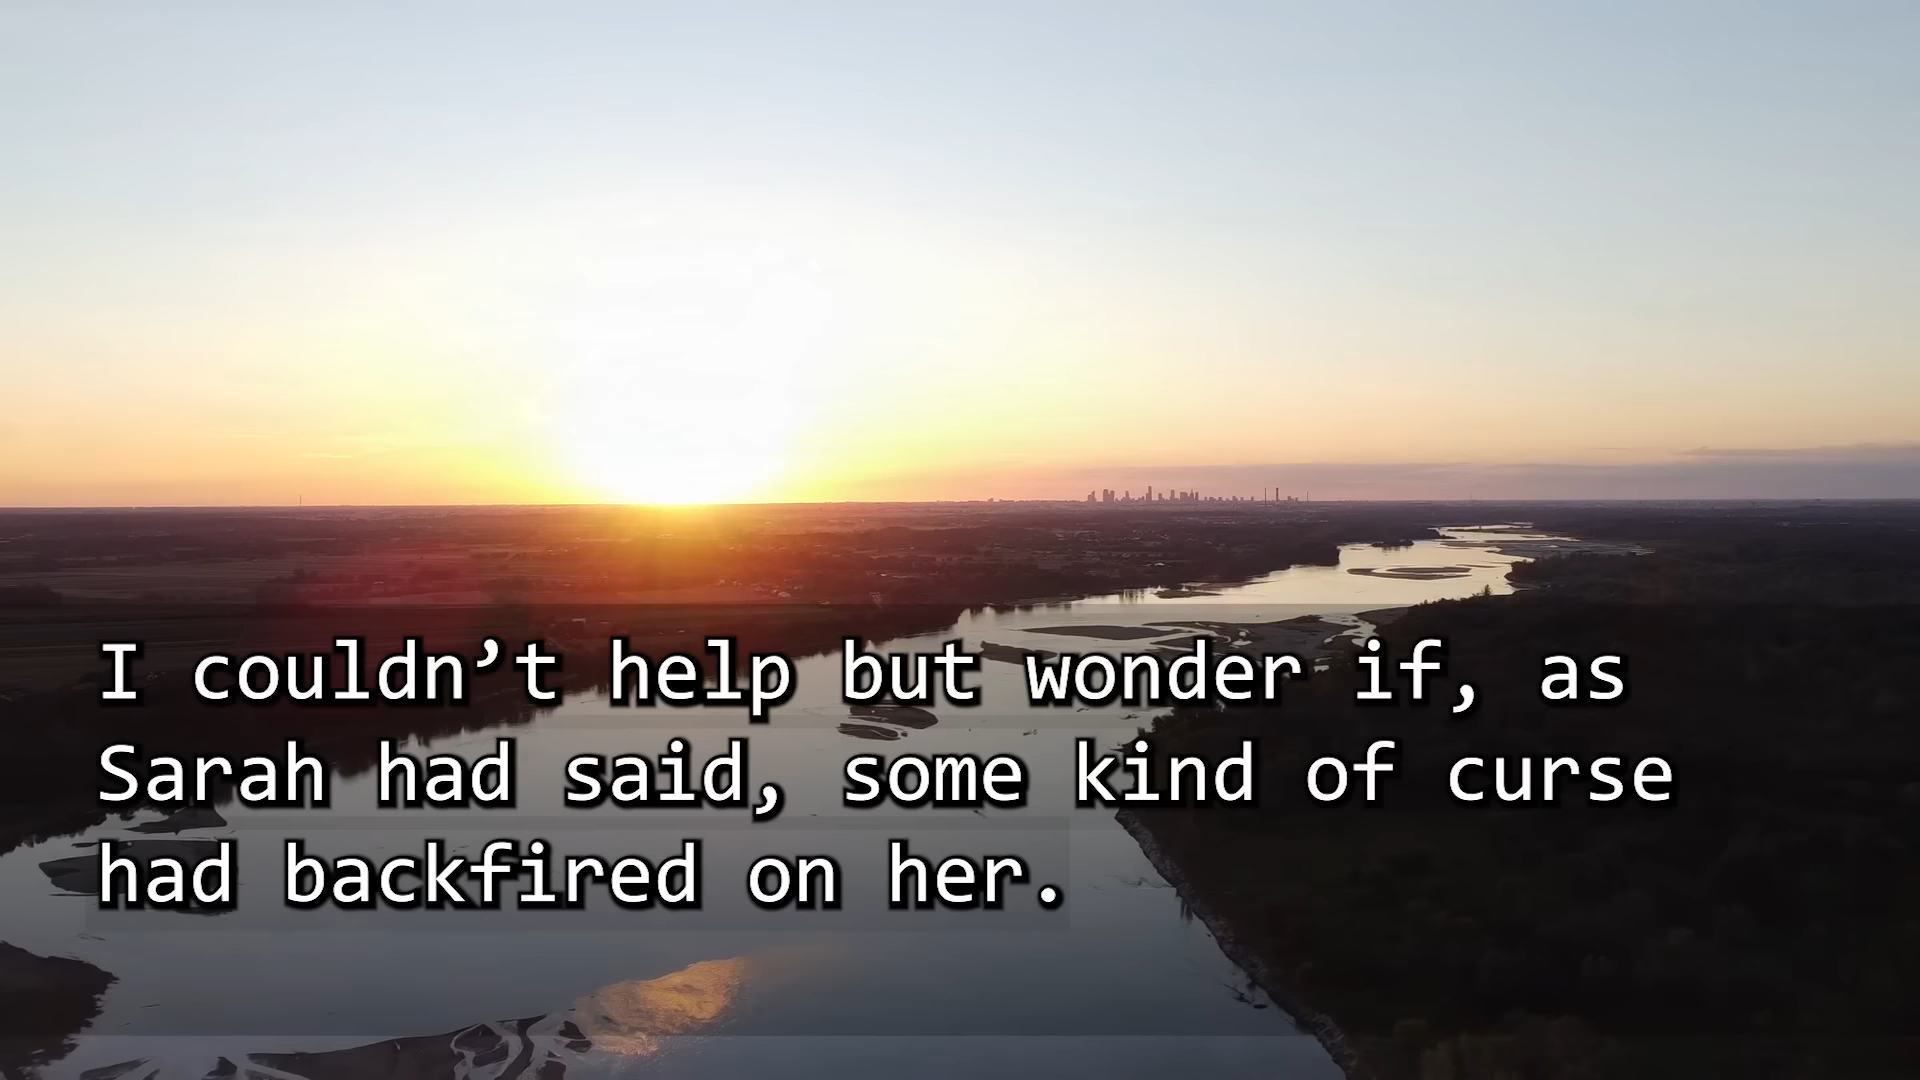 I couldn’t help but wonder if, as
Sarah had said, some kind of curse
had backfired on her.